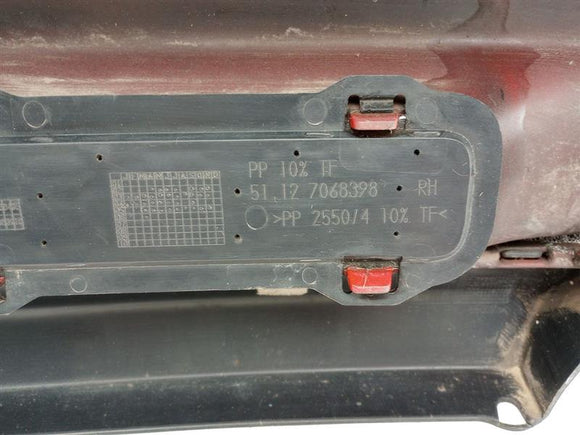 PP 10% TF
51.12 7068398 RH
>PP 2550/4 10% TF<